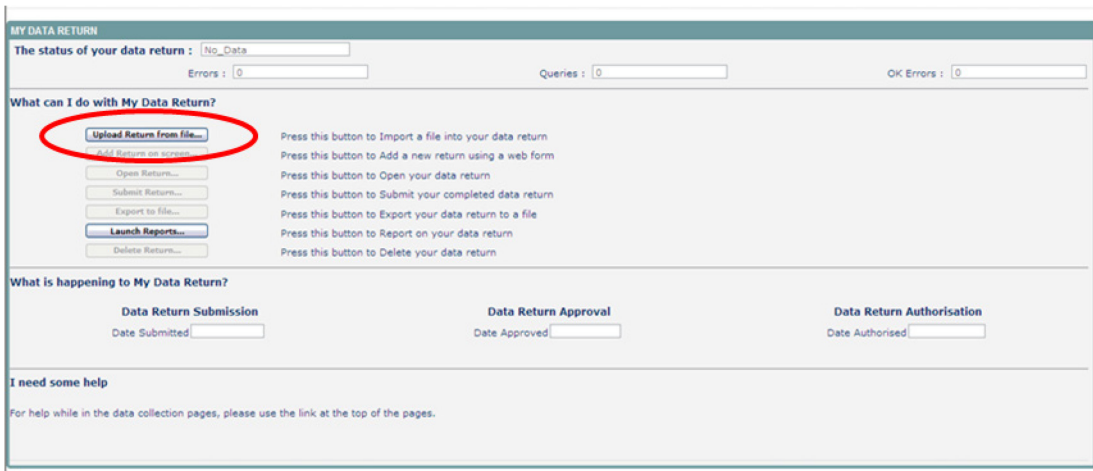 MY DATA RETURN
The status of your data return : No_Data
Errors : 0 Queries : 0 OK Errors : 0
What can I do with My Data Return?
Upload Return from file... Press this button to Import a file into your data return
Add Return on screen... Press this button to Add a new return using a web form
Open Return... Press this button to Open your data return
Submit Return... Press this button to Submit your completed data return
Export to file... Press this button to Export your data return to a file
Launch Reports... Press this button to Report on your data return
Delete Return... Press this button to Delete your data return
What is happening to My Data Return?
Data Return Submission Data Return Approval Data Return Authorisation
Date Submitted Date Approved Date Authorised
I need some help
For help while in the data collection pages, please use the link at the top of the pages.